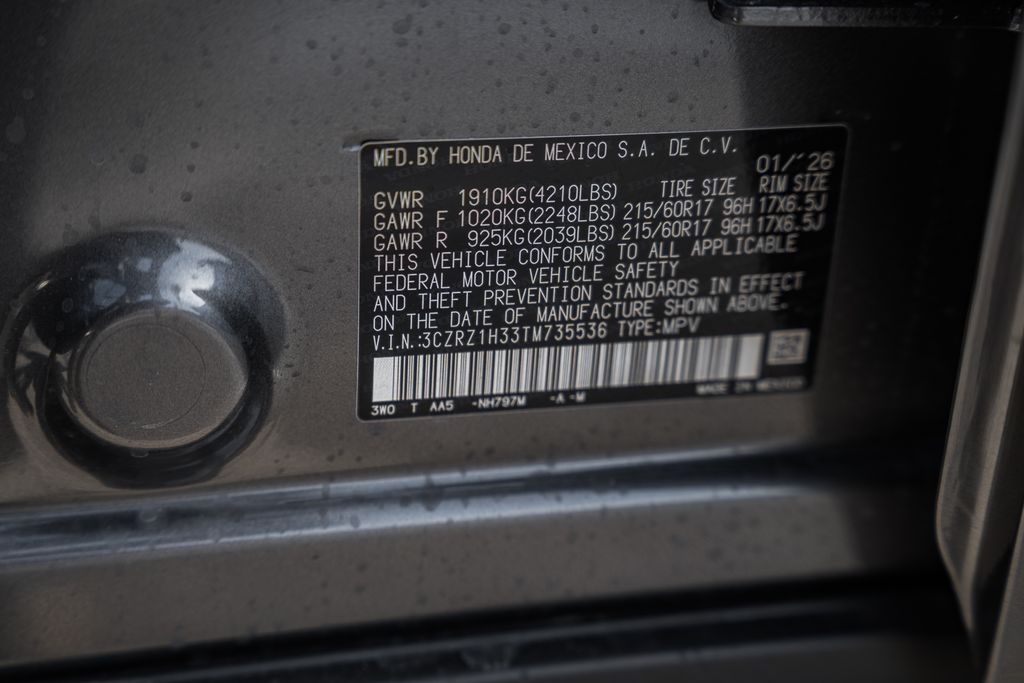 MFD.BY HONDA DE MEXICO S.A. DE C.V.
01/'26
GVWR 1910KG(4210LBS) TIRE SIZE RIM SIZE
GAWR F 1020KG(2248LBS) 215/60R17 96H 17X6.5J
GAWR R 925KG(2039LBS) 215/60R17 96H 17X6.5J
THIS VEHICLE CONFORMS TO ALL APPLICABLE
FEDERAL MOTOR VEHICLE SAFETY
AND THEFT PREVENTION STANDARDS IN EFFECT
ON THE DATE OF MANUFACTURE SHOWN ABOVE.
V.I.N.:3CZRZ1H33TM735536 TYPE:MPV
3W0 T AA5 -NH797M -A -M MADE IN MEXICO